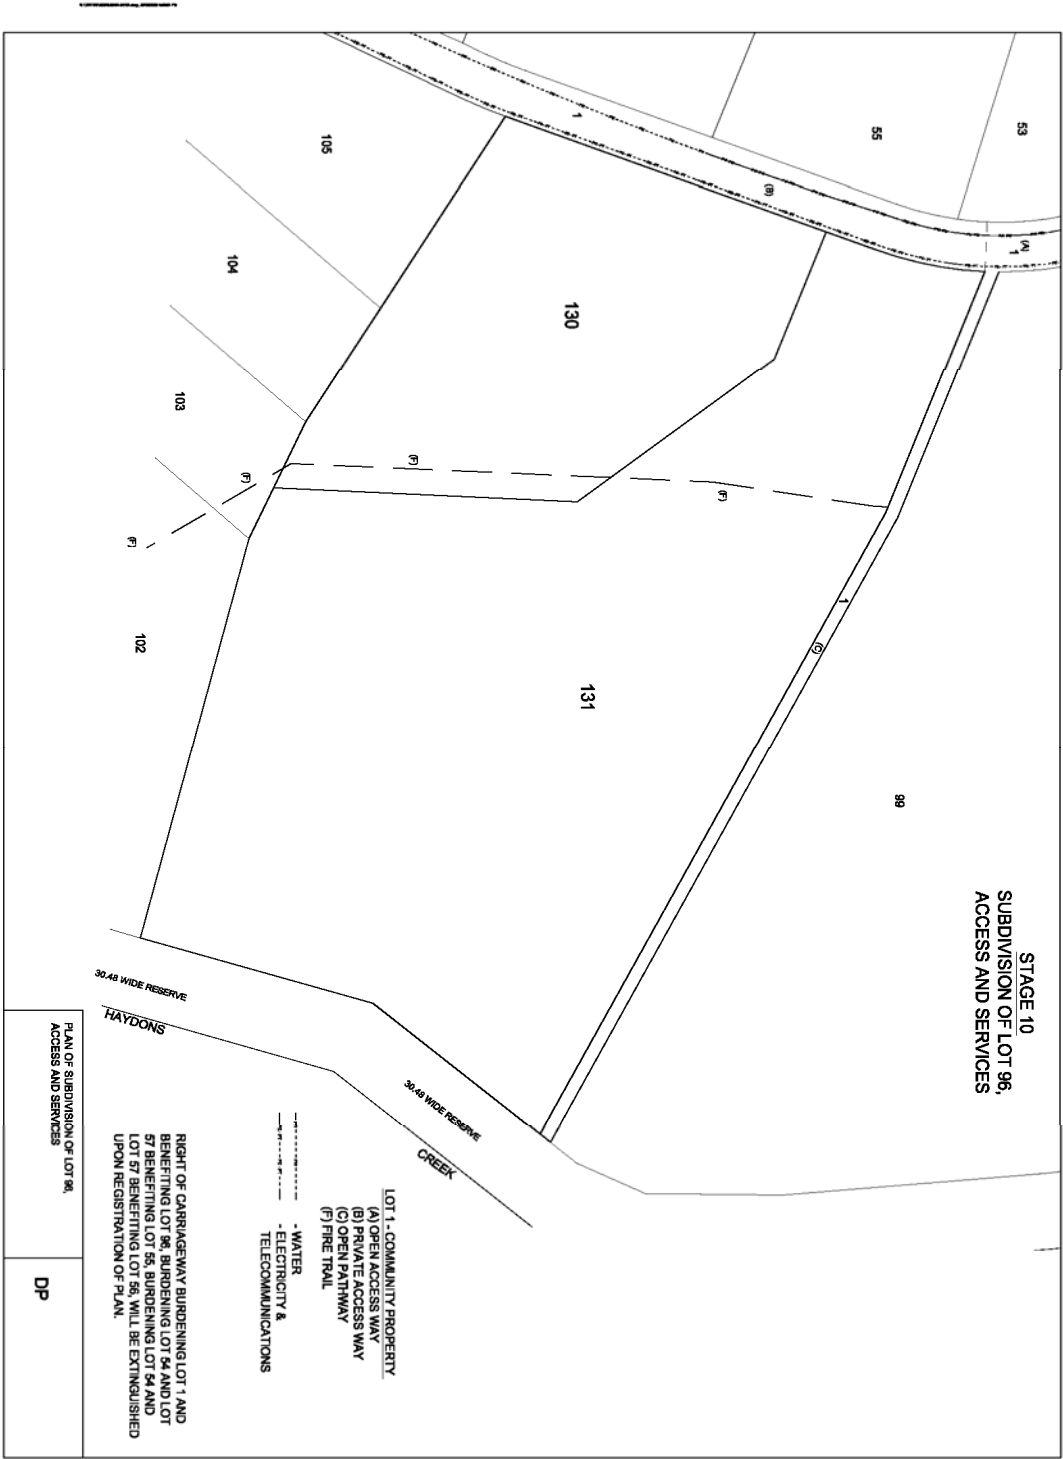 STAGE 10
SUBDIVISION OF LOT 96,
ACCESS AND SERVICES
53
55
(A)
1
(B)
1
105
104
103
102
130
131
99
(F)
(F)
(F)
(F)
1
(C)
30.48 WIDE RESERVE
HAYDONS
30.48 WIDE RESERVE
CREEK
LOT 1 - COMMUNITY PROPERTY
(A) OPEN ACCESS WAY
(B) PRIVATE ACCESS WAY
(C) OPEN PATHWAY
(F) FIRE TRAIL
- WATER
- ELECTRICITY &
TELECOMMUNICATIONS
RIGHT OF CARRIAGEWAY BURDENING LOT 1 AND
BENEFITING LOT 96, BURDENING LOT 54 AND LOT
57 BENEFITING LOT 55, BURDENING LOT 54 AND
LOT 57 BENEFITING LOT 56, WILL BE EXTINGUISHED
UPON REGISTRATION OF PLAN.
PLAN OF SUBDIVISION OF LOT 96,
ACCESS AND SERVICES
DP